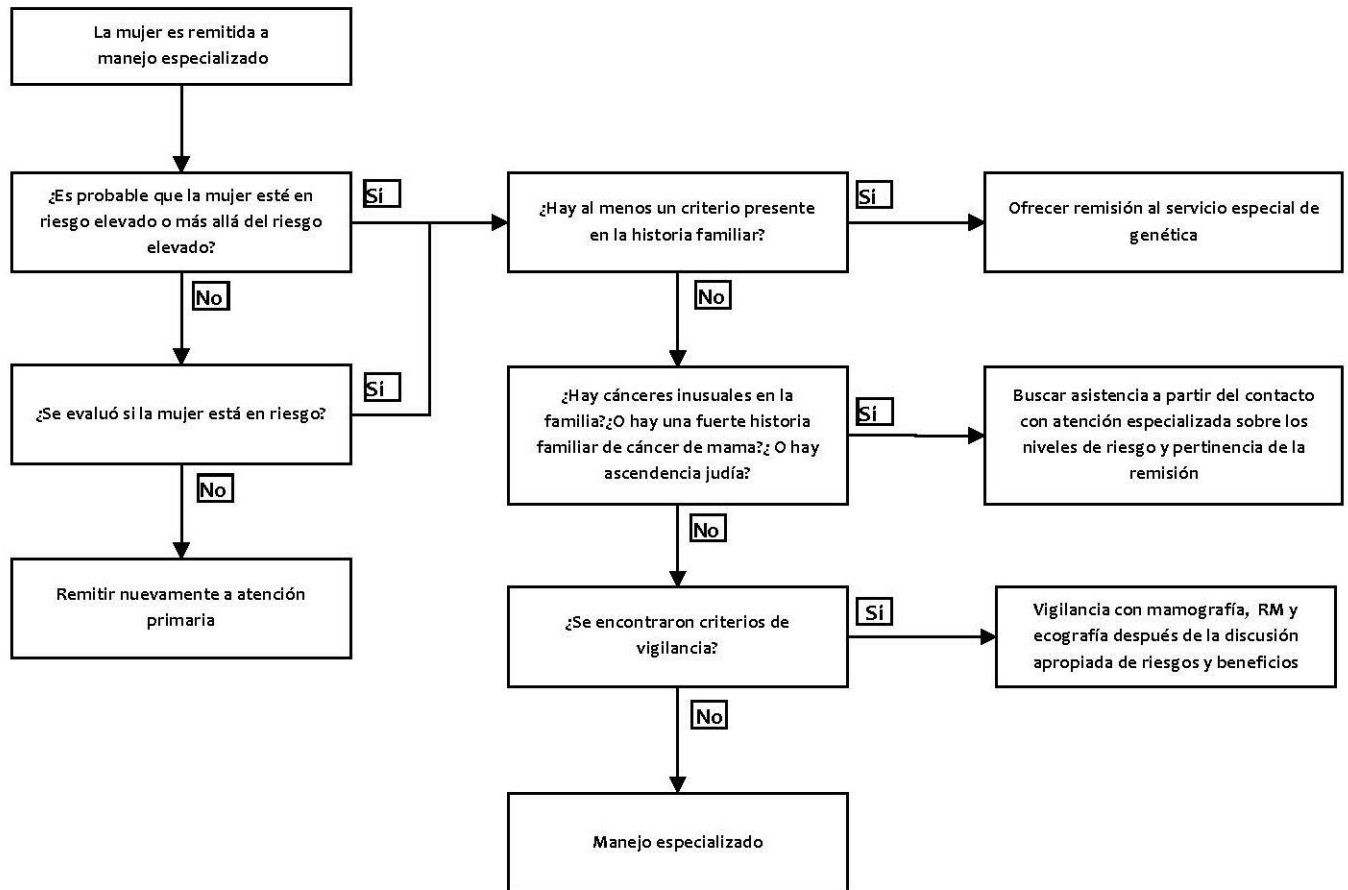 La mujer es remitida a
manejo especializado
¿Es probable que la mujer esté en
riesgo elevado o más allá del riesgo
elevado?
Sí
No
¿Se evaluó si la mujer está en riesgo?
Sí
No
Remitir nuevamente a atención
primaria
¿Hay al menos un criterio presente
en la historia familiar?
Sí
Ofrecer remisión al servicio especial de
genética
No
¿Hay cánceres inusuales en la
familia?¿O hay una fuerte historia
familiar de cáncer de mama?¿ O hay
ascendencia judía?
Sí
Buscar asistencia a partir del contacto
con atención especializada sobre los
niveles de riesgo y pertinencia de la
remisión
No
¿Se encontraron criterios de
vigilancia?
Sí
Vigilancia con mamografía, RM y
ecografía después de la discusión
apropiada de riesgos y beneficios
No
Manejo especializado